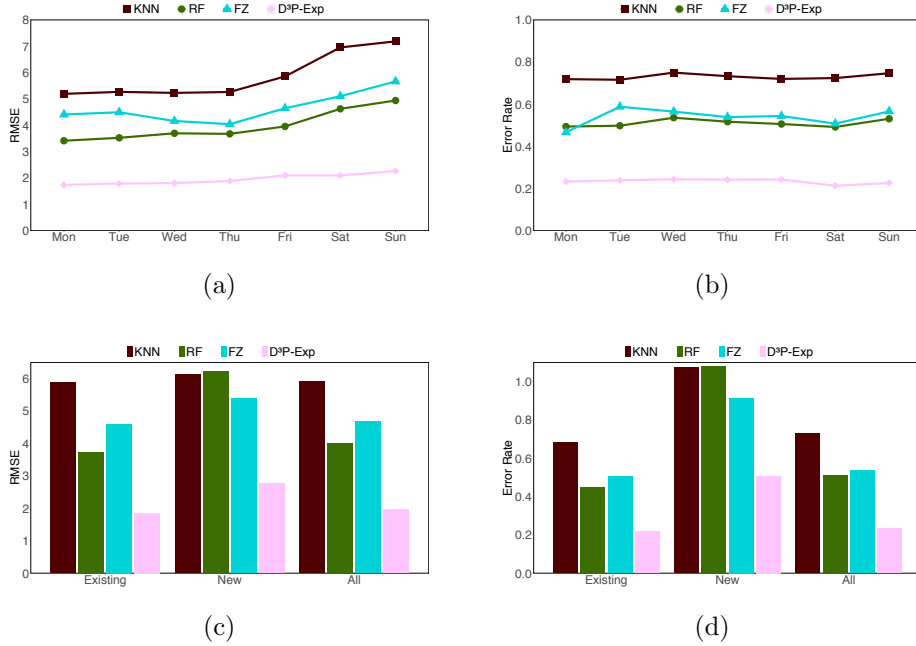 KNN RF FZ D³P-Exp
RMSE
8
7
6
5
4
3
2
1
0
Mon Tue Wed Thu Fri Sat Sun
(a)
KNN RF FZ D³P-Exp
Error Rate
1.0
0.8
0.6
0.4
0.2
0.0
Mon Tue Wed Thu Fri Sat Sun
(b)
KNN RF FZ D³P-Exp
RMSE
6
5
4
3
2
1
0
Existing New All
(c)
KNN RF FZ D³P-Exp
Error Rate
1.0
0.8
0.6
0.4
0.2
0.0
Existing New All
(d)